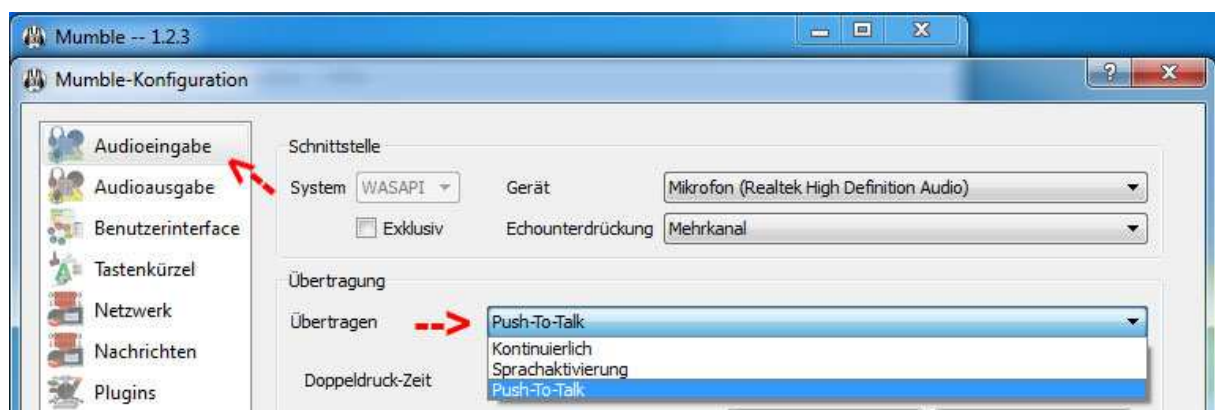 Mumble -- 1.2.3
Mumble-Konfiguration
Audioeingabe
Audioausgabe
Benutzerinterface
Tastenkürzel
Netzwerk
Nachrichten
Plugins
Schnittstelle
System WASAPI Gerät Mikrofon (Realtek High Definition Audio)
Exklusiv Echounterdrückung Mehrkanal
Übertragung
Übertragen --> Push-To-Talk
Kontinuierlich
Sprachaktivierung
Push-To-Talk
Doppeldruck-Zeit